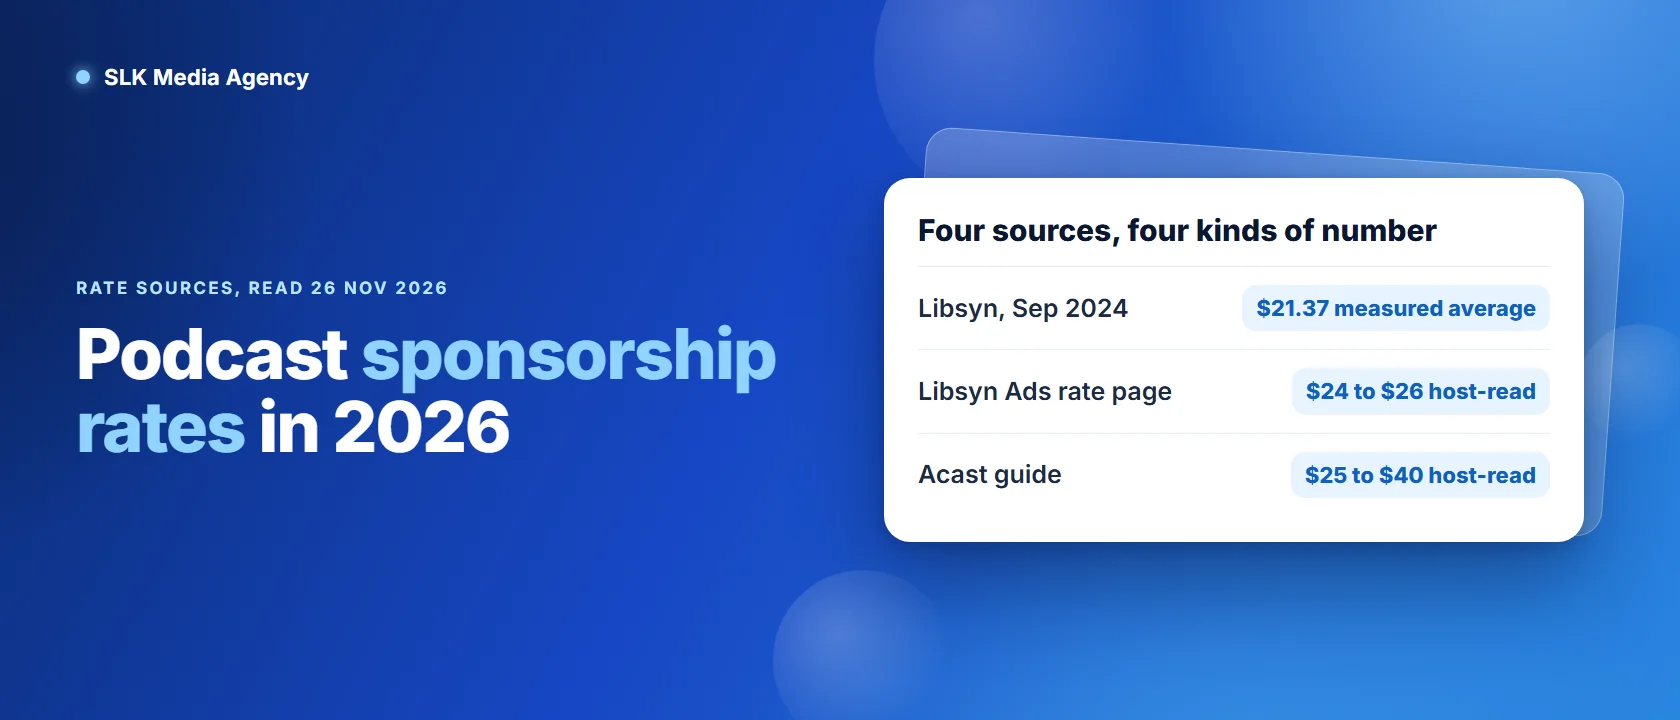 SLK Media Agency
RATE SOURCES, READ 26 NOV 2026
Podcast sponsorship
rates in 2026
Four sources, four kinds of number
Libsyn, Sep 2024 $21.37 measured average
Libsyn Ads rate page $24 to $26 host-read
Acast guide $25 to $40 host-read